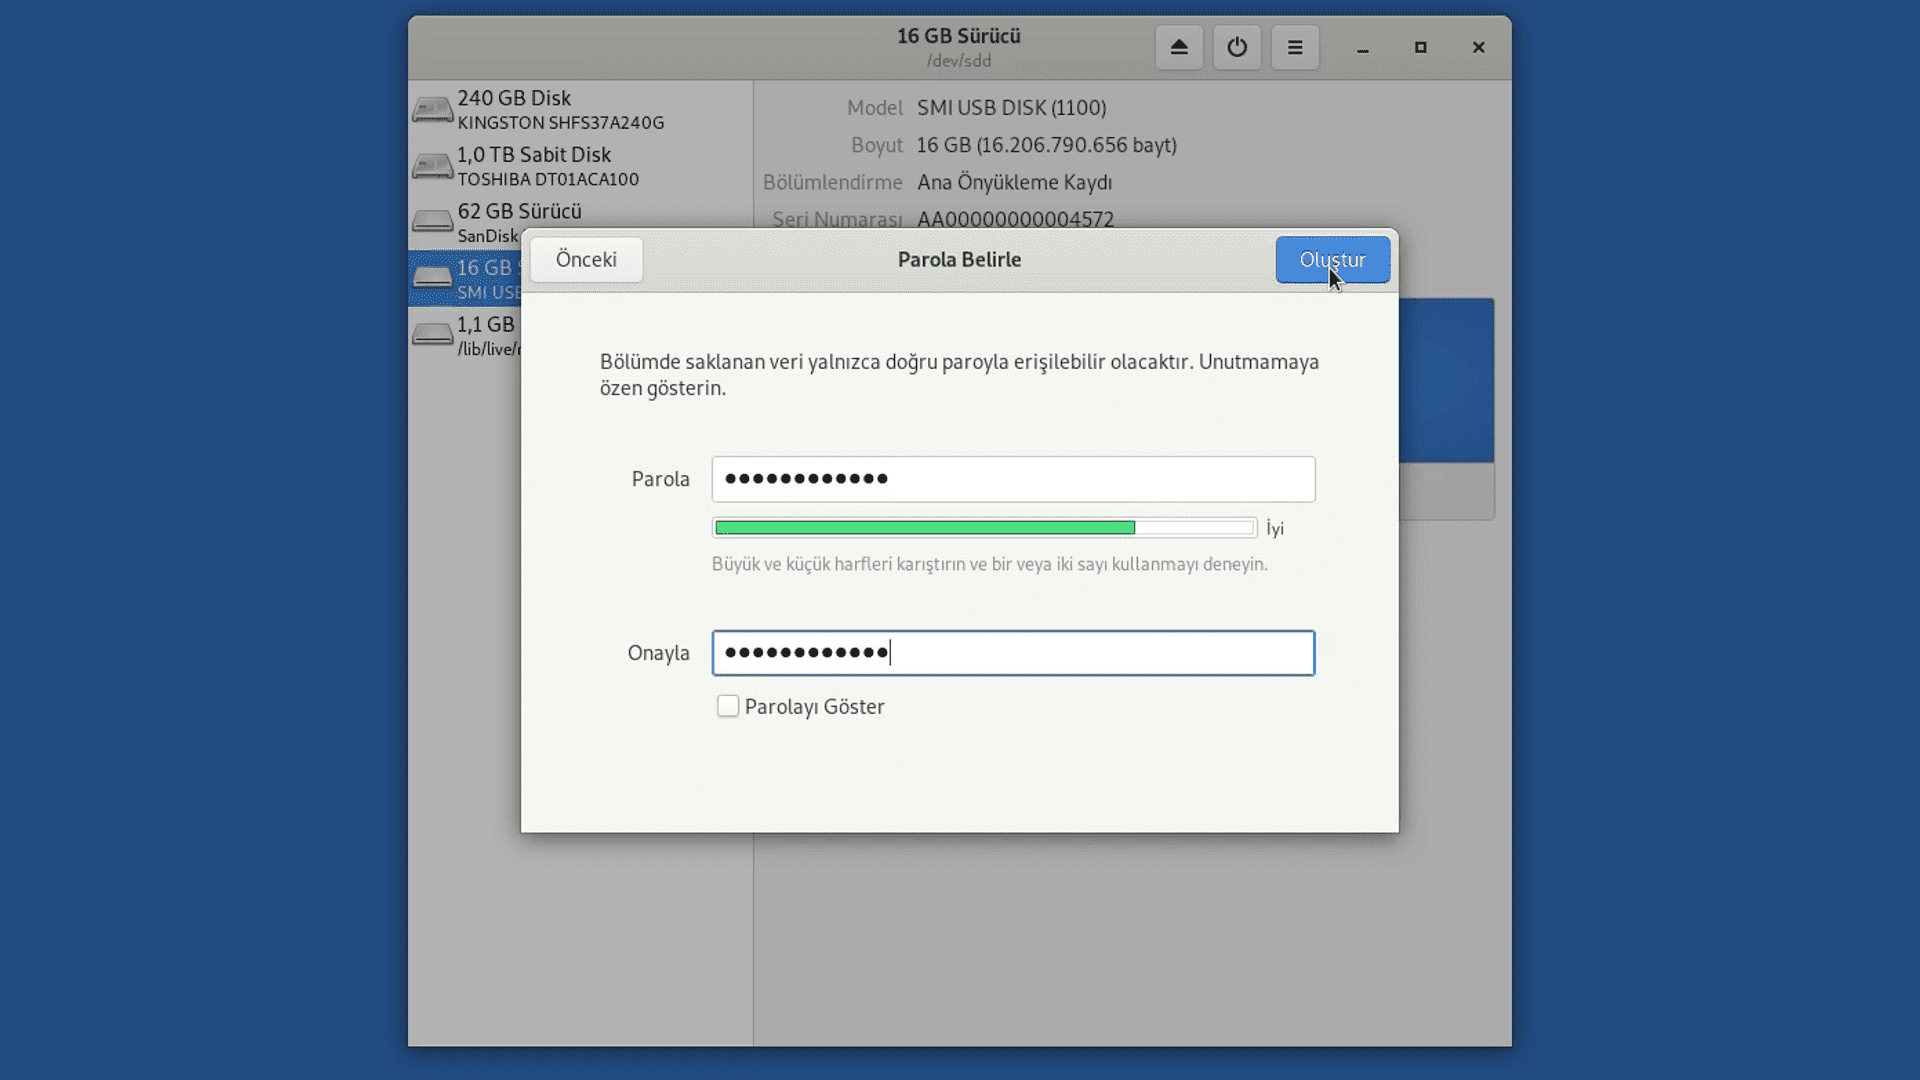 16 GB Sürücü
/dev/sdd
240 GB Disk
KINGSTON SHFS37A240G
1,0 TB Sabit Disk
TOSHIBA DT01ACA100
62 GB Sürücü
SanDisk
16 GB
SMI USB
1,1 GB
/lib/live/
Model SMI USB DISK (1100)
Boyut 16 GB (16.206.790.656 bayt)
Bölümlendirme Ana Önyükleme Kaydı
Seri Numarası AA00000000004572
Önceki
Parola Belirle
Oluştur
Bölümde saklanan veri yalnızca doğru paroyla erişilebilir olacaktır. Unutmamaya
özen gösterin.
Parola ●●●●●●●●●●●●
İyi
Büyük ve küçük harfleri karıştırın ve bir veya iki sayı kullanmayı deneyin.
Onayla ●●●●●●●●●●●●
Parolayı Göster